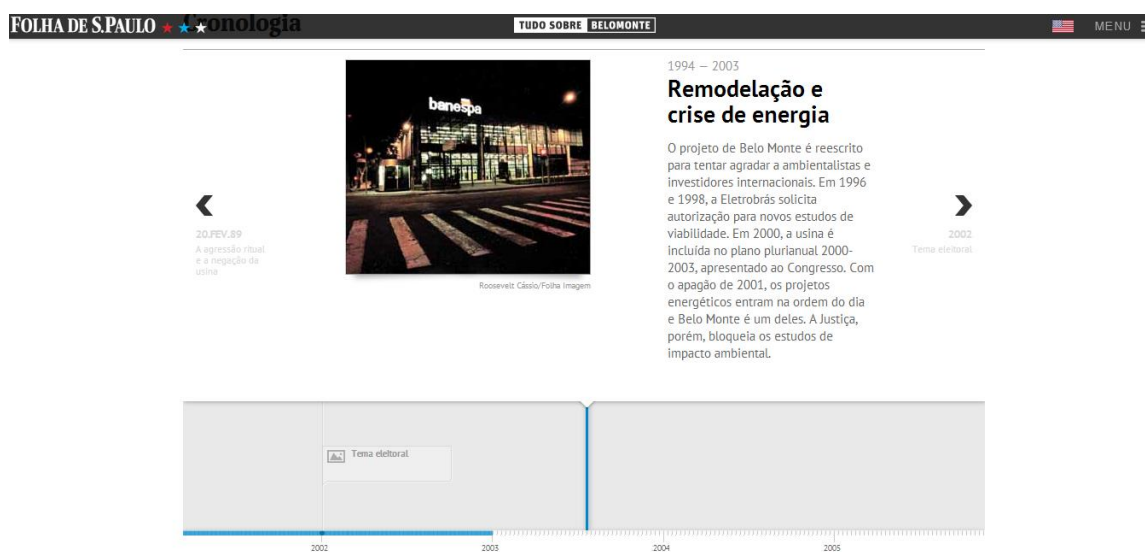 FOLHA DE S.PAULO
Cronologia
TUDO SOBRE BELOMONTE
MENU
banespa
Roosevelt Cássio/Folha Imagem
1994 – 2003
Remodelação e
crise de energia
O projeto de Belo Monte é reescrito
para tentar agradar a ambientalistas e
investidores internacionais. Em 1996
e 1998, a Eletrobrás solicita
autorização para novos estudos de
viabilidade. Em 2000, a usina é
incluída no plano plurianual 2000-
2003, apresentado ao Congresso. Com
o apagão de 2001, os projetos
energéticos entram na ordem do dia
e Belo Monte é um deles. A Justiça,
porém, bloqueia os estudos de
impacto ambiental.
20.FEV.89
A agressão ritual
e a negação da
usina
2002
Tema eleitoral
Tema eleitoral
2002
2003
2004
2005